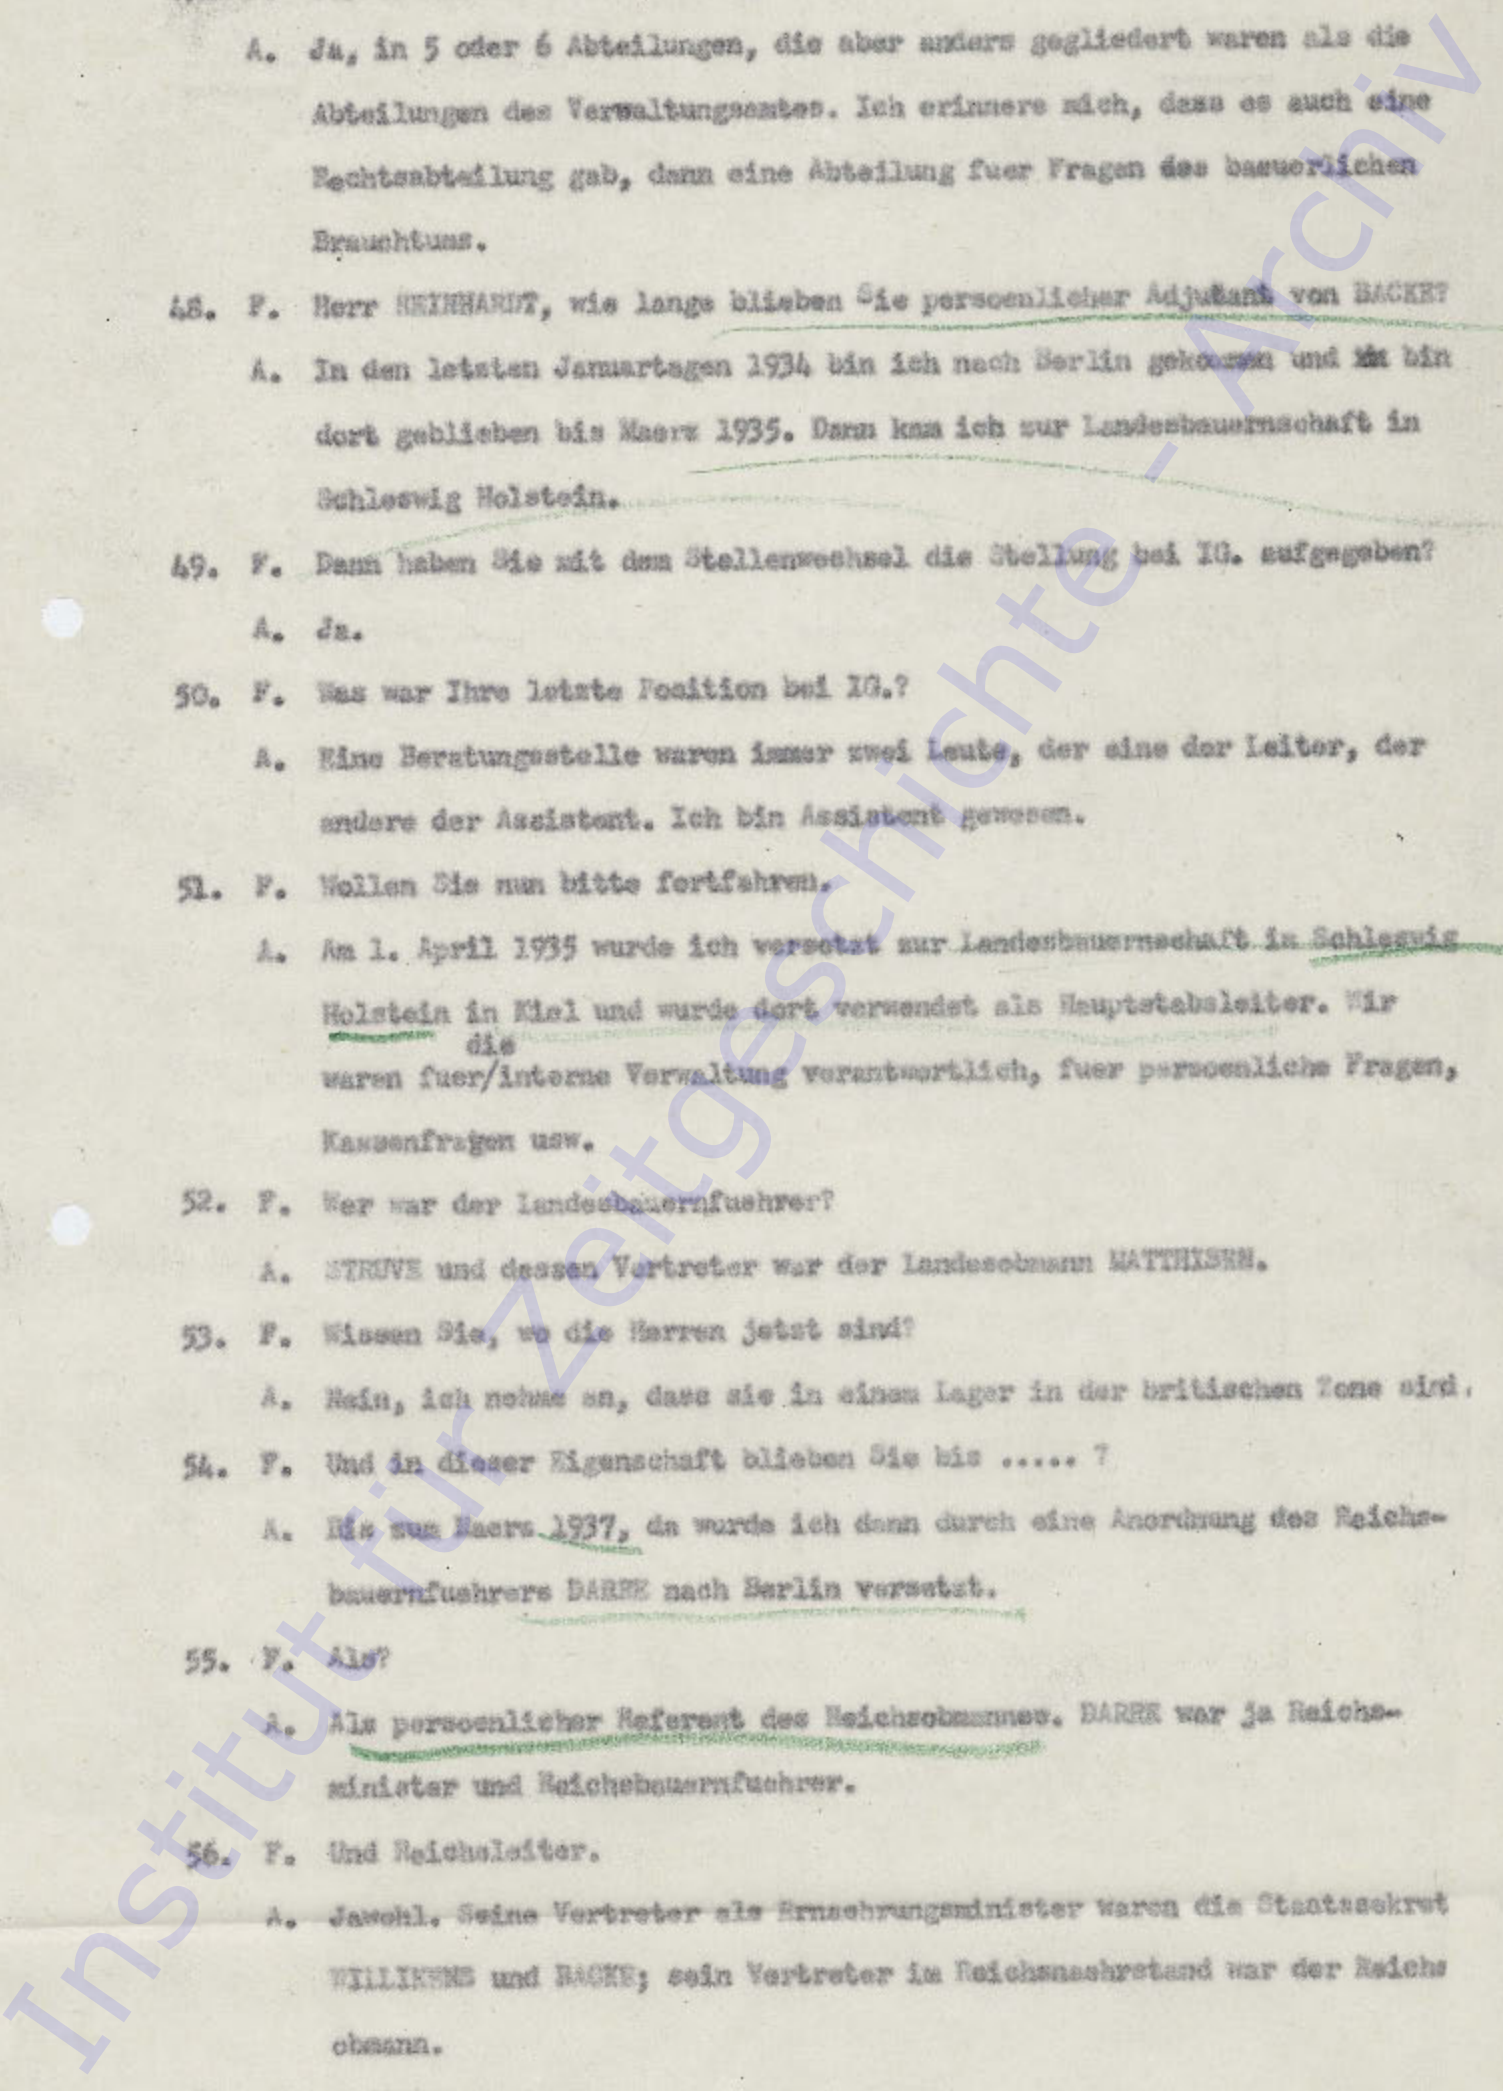 A. Ja, in 5 oder 6 Abteilungen, die aber anders gegliedert waren als die
Abteilungen des Verwaltungsamtes. Ich erinnere mich, dass es auch eine
Rechtsabteilung gab, dann eine Abteilung fuer Fragen des baeuerlichen
Brauchtums.
48. F. Herr REINHARDT, wie lange blieben Sie persoenlicher Adjutant von BACKE?
A. In den letzten Januartagen 1934 bin ich nach Berlin gekommen und bin
dort geblieben bis Maerz 1935. Dann kam ich zur Landesbauernschaft in
Schleswig Holstein.
49. F. Dann haben Sie mit dem Stellenwechsel die Stellung bei IG. aufgegeben?
A. Ja.
50. F. Was war Ihre letzte Position bei IG.?
A. Eine Beratungsstelle waren immer zwei Leute, der eine der Leiter, der
andere der Assistent. Ich bin Assistent gewesen.
51. F. Wollen Sie nun bitte fortfahren.
A. Am 1. April 1935 wurde ich versetzt zur Landesbauernschaft in Schleswig
Holstein in Kiel und wurde dort verwendet als Hauptstabsleiter. Wir
die
waren fuer/interne Verwaltung verantwortlich, fuer persoenliche Fragen,
Kassenfragen usw.
52. F. Wer war der Landesbauernfuehrer?
A. STRUVE und dessen Vertreter war der Landesobmann MATTHIESEN.
53. F. Wissen Sie, wo die Herren jetzt sind?
A. Nein, ich nehme an, dass sie in einem Lager in der britischen Zone sind.
54. F. Und in dieser Eigenschaft blieben Sie bis ..... ?
A. Bis zum Maerz 1937, da wurde ich dann durch eine Anordnung des Reichs-
bauernfuehrers DARRE nach Berlin versetzt.
55. F. Als?
A. Als persoenlicher Referent des Reichsobmannes. DARRE war ja Reichs-
minister und Reichsbauernfuehrer.
56. F. Und Reichsleiter.
A. Jawohl. Seine Vertreter als Ernaehrungsminister waren die Staatssekret
WILLIKENS und BACKE; sein Vertreter im Reichsnaehrstand war der Reichs
obmann.
Institut für Zeitgeschichte - Archiv